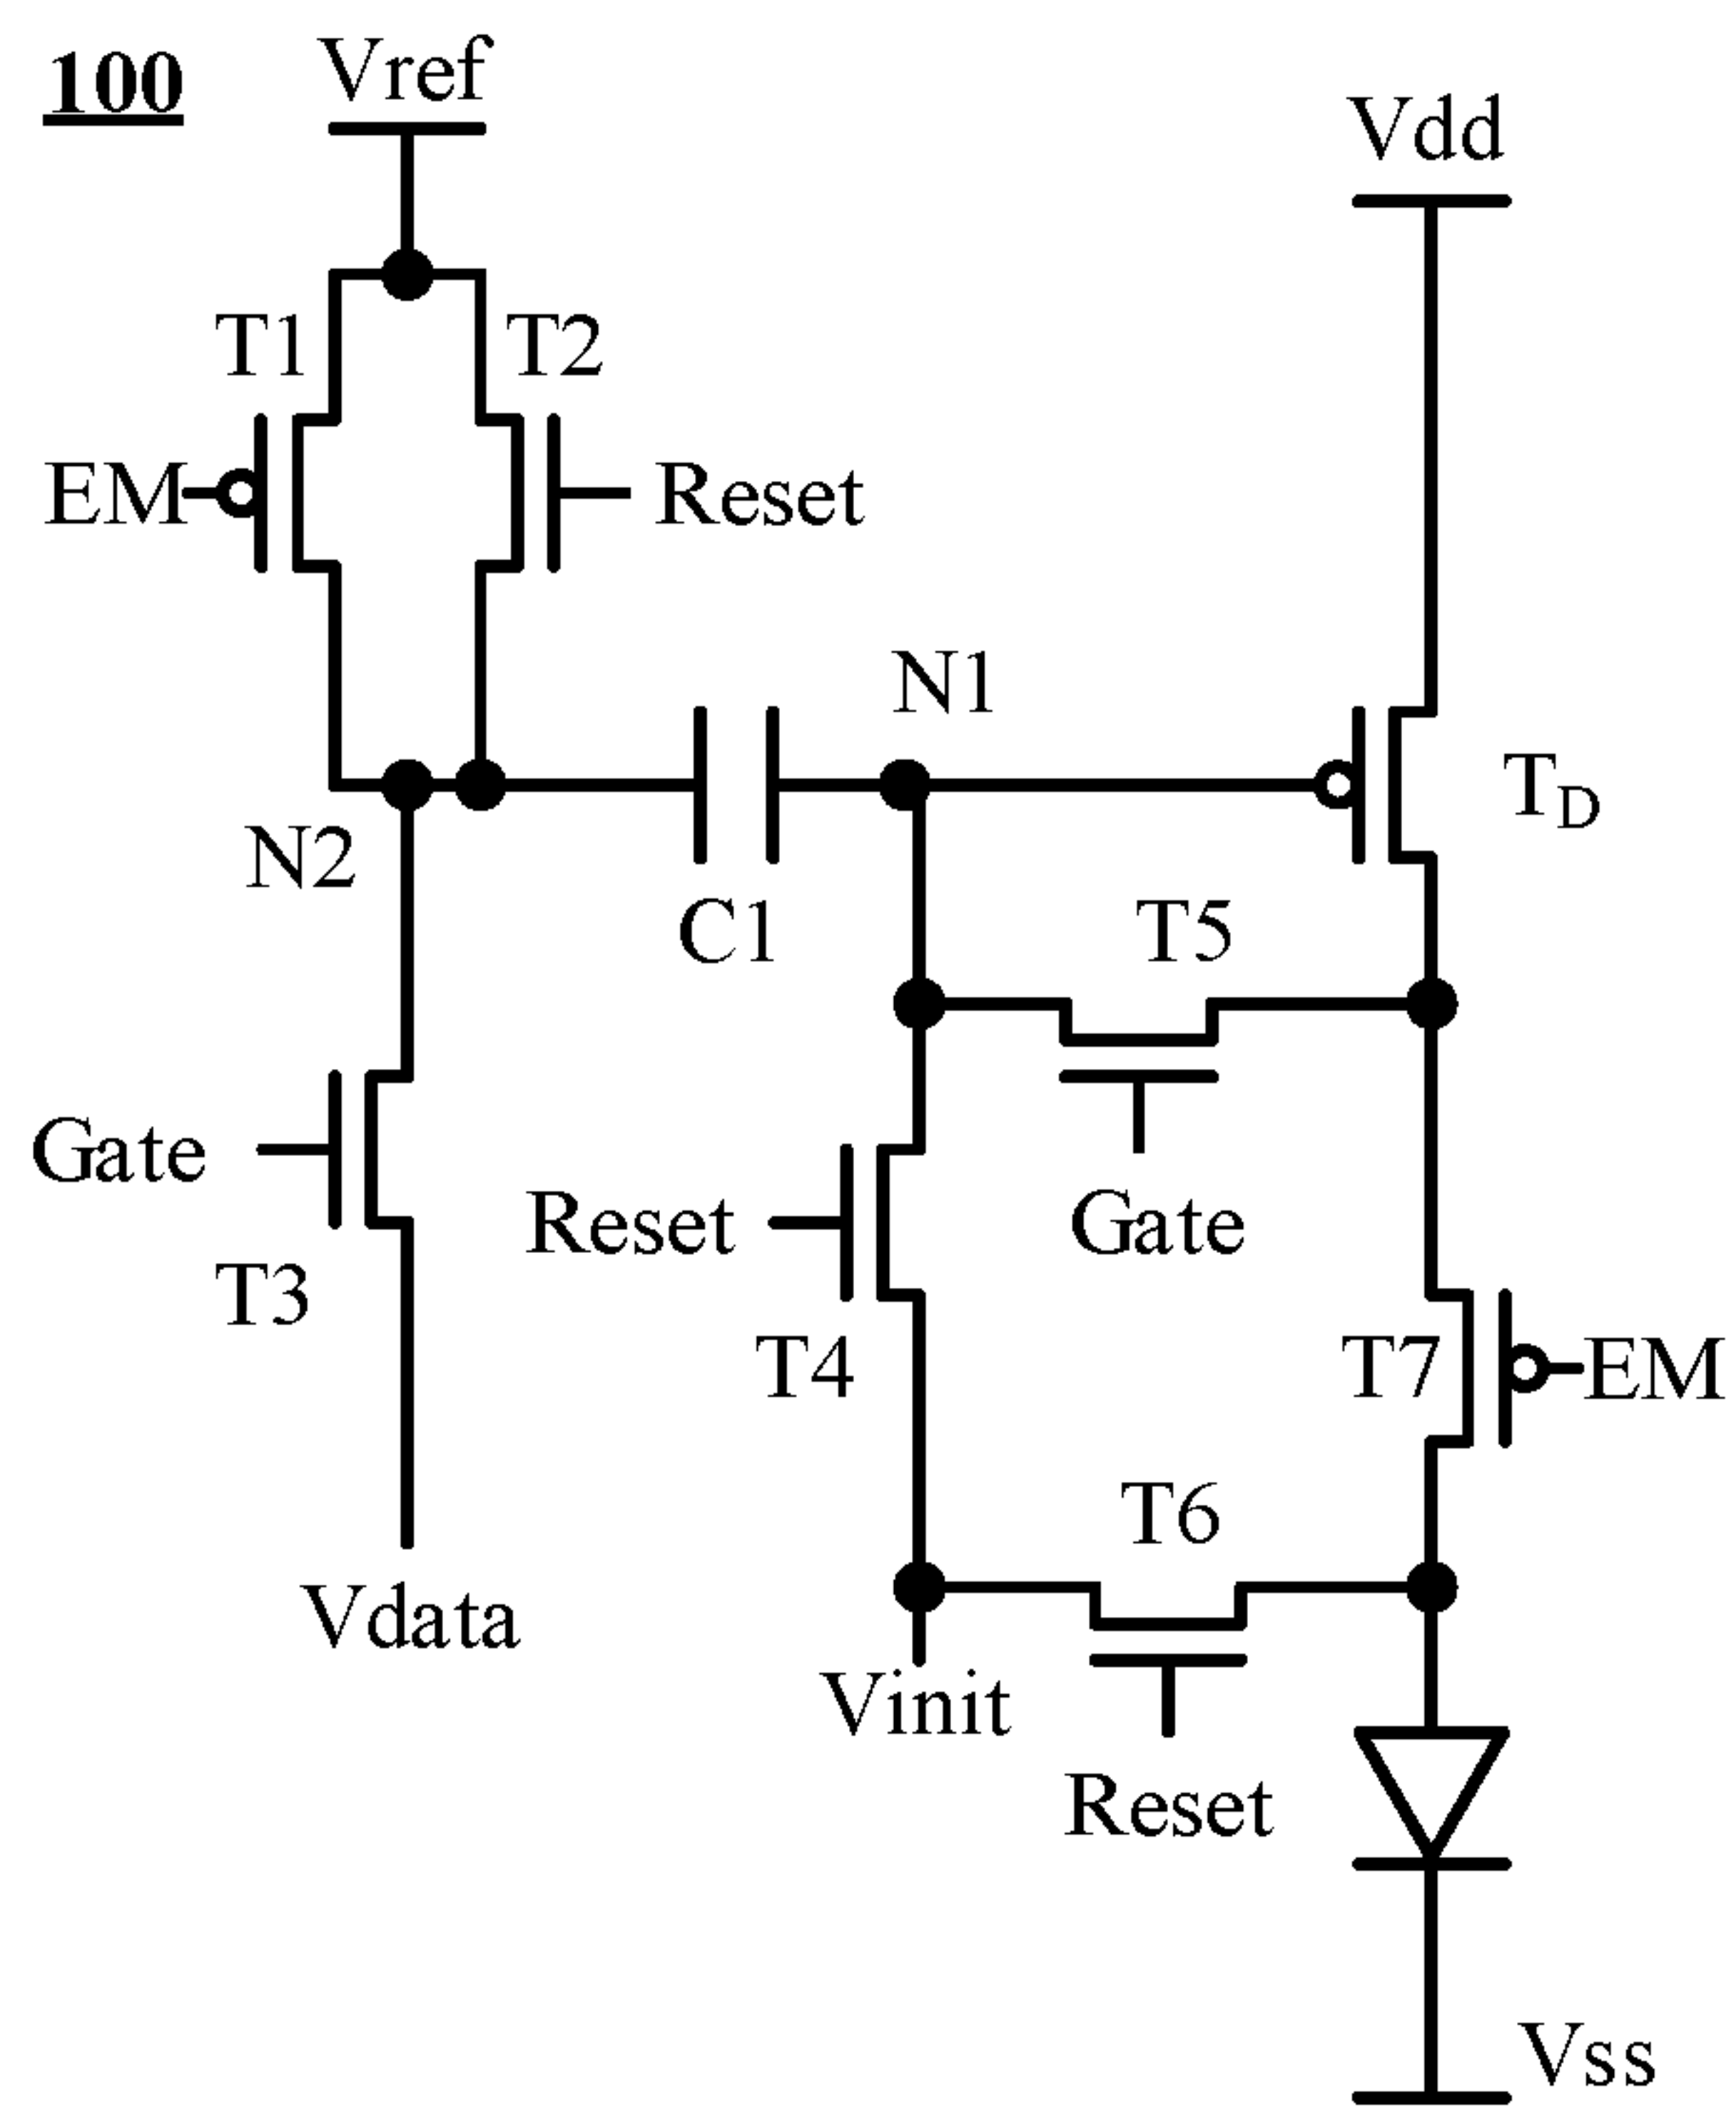 100
Vref
Vdd
T1
T2
EM
Reset
N1
TD
N2
C1
T5
Gate
Reset
Gate
T3
T4
T7
EM
T6
Vdata
Vinit
Reset
Vss